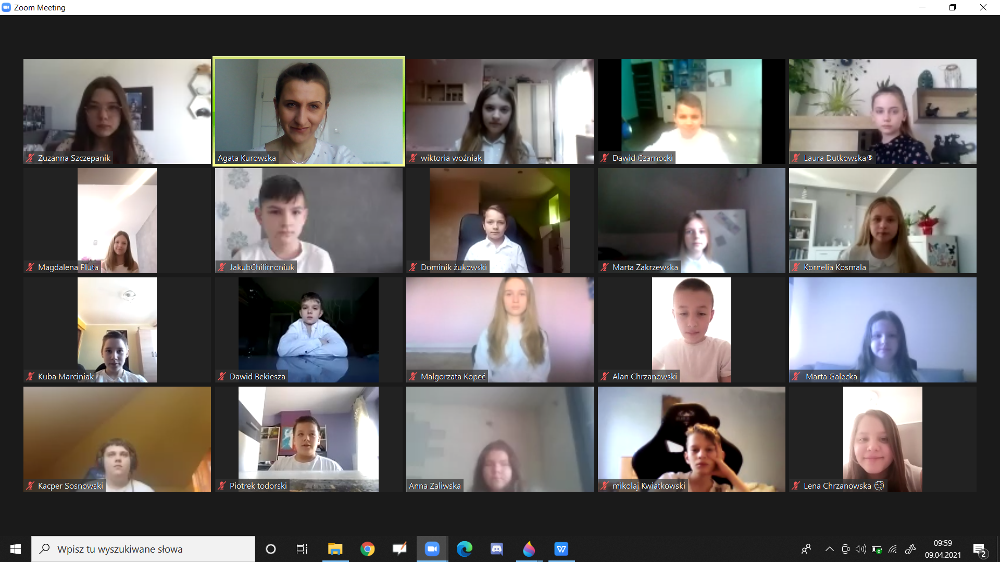 Zoom Meeting
Zuzanna Szczepanik
Agata Kurowska
wiktoria woźniak
Dawid Czarnocki
Laura Dutkowska®
Magdalena Pluta
JakubChilimoniuk
Dominik żukowski
Marta Zakrzewska
Kornelia Kosmala
Kuba Marciniak
Dawid Bekiesza
Małgorzata Kopeć
Alan Chrzanowski
Marta Gałecka
Kacper Sosnowski
Piotrek todorski
Anna Zaliwska
mikolaj Kwiatkowski
Lena Chrzanowska
Wpisz tu wyszukiwane słowa
09:59
09.04.2021
2